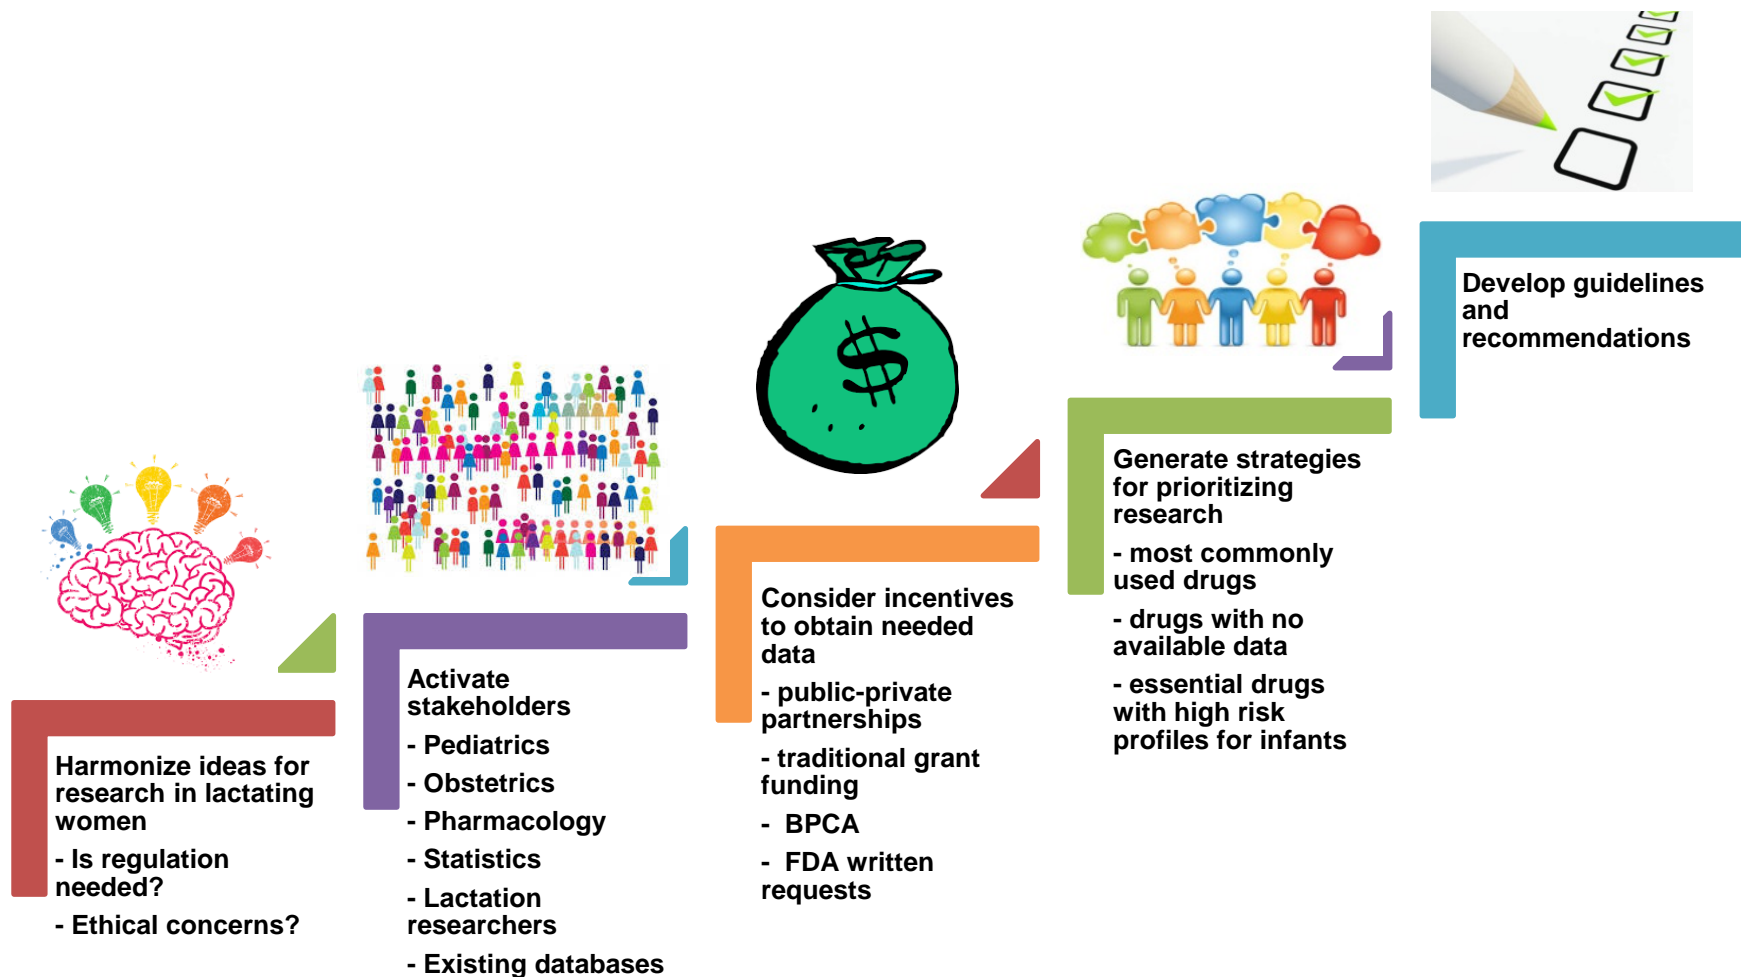 Harmonize ideas for
research in lactating
women
- Is regulation
needed?
- Ethical concerns?
Activate
stakeholders
- Pediatrics
- Obstetrics
- Pharmacology
- Statistics
- Lactation
researchers
- Existing databases
$
Consider incentives
to obtain needed
data
- public-private
partnerships
- traditional grant
funding
- BPCA
- FDA written
requests
Generate strategies
for prioritizing
research
- most commonly
used drugs
- drugs with no
available data
- essential drugs
with high risk
profiles for infants
Develop guidelines
and
recommendations